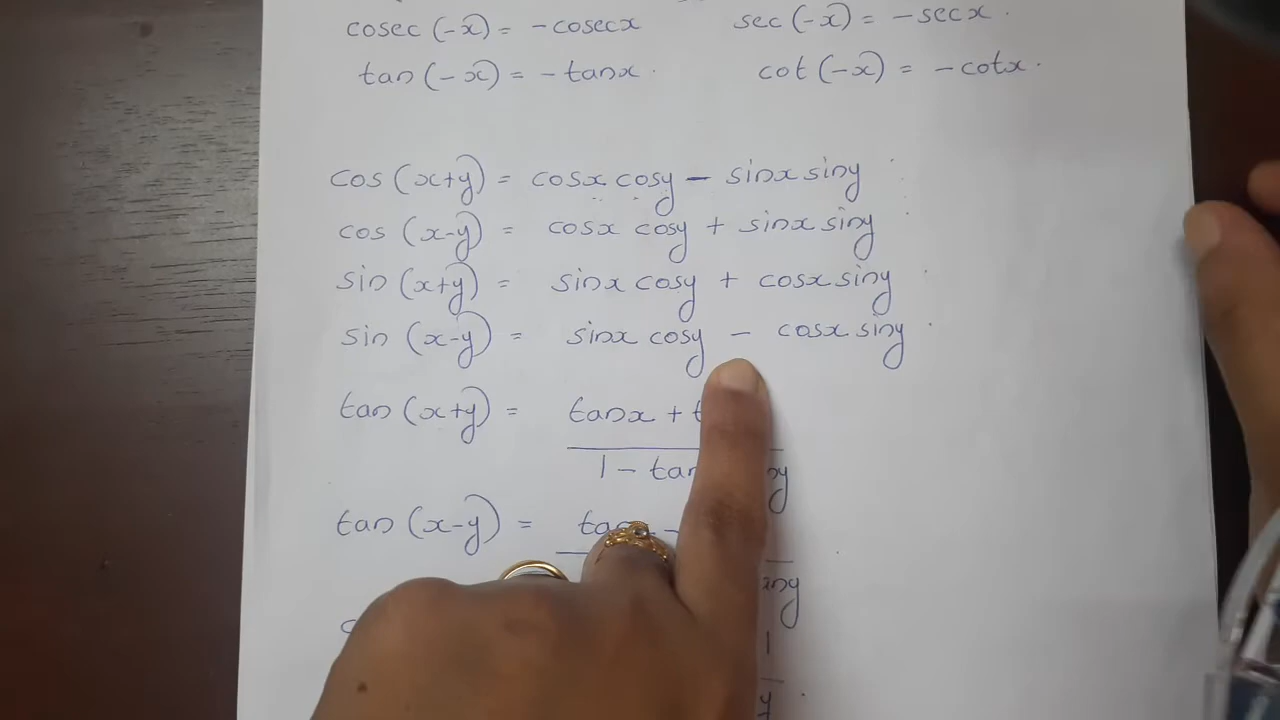 cosec (-x) = -cosecx sec (-x) = -secx.
tan (-x) = -tanx. cot (-x) = -cotx.
cos (x+y) = cosx cosy - sinx siny
cos (x-y) = cosx cosy + sinx siny
sin (x+y) = sinx cosy + cosx siny
sin (x-y) = sinx cosy - cosx siny
tan (x+y) = tanx +
1 -
tan (x-y) =